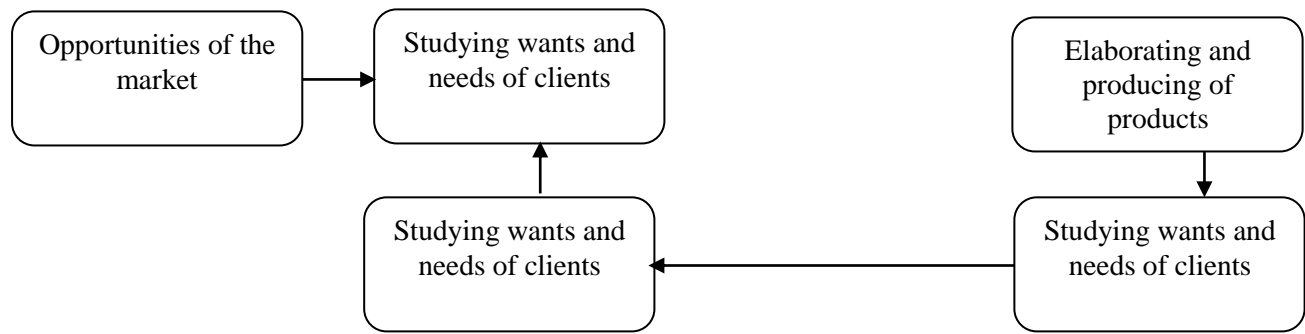 Opportunities of the
market
Studying wants and
needs of clients
Elaborating and
producing of
products
Studying wants and
needs of clients
Studying wants and
needs of clients